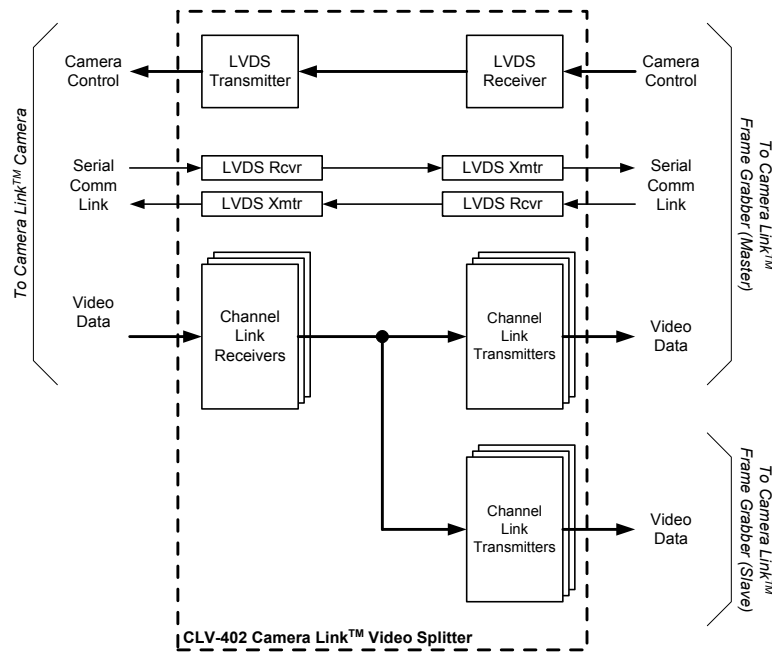 Camera
Control
LVDS
Transmitter
LVDS
Receiver
Camera
Control
Serial
Comm
Link
LVDS Rcvr
LVDS Xmtr
LVDS Xmtr
LVDS Rcvr
Serial
Comm
Link
Video
Data
Channel
Link
Receivers
Channel
Link
Transmitters
Video
Data
Channel
Link
Transmitters
Video
Data
To Camera Link™ Camera
To Camera Link™
Frame Grabber (Master)
To Camera Link™
Frame Grabber (Slave)
CLV-402 Camera Link™ Video Splitter